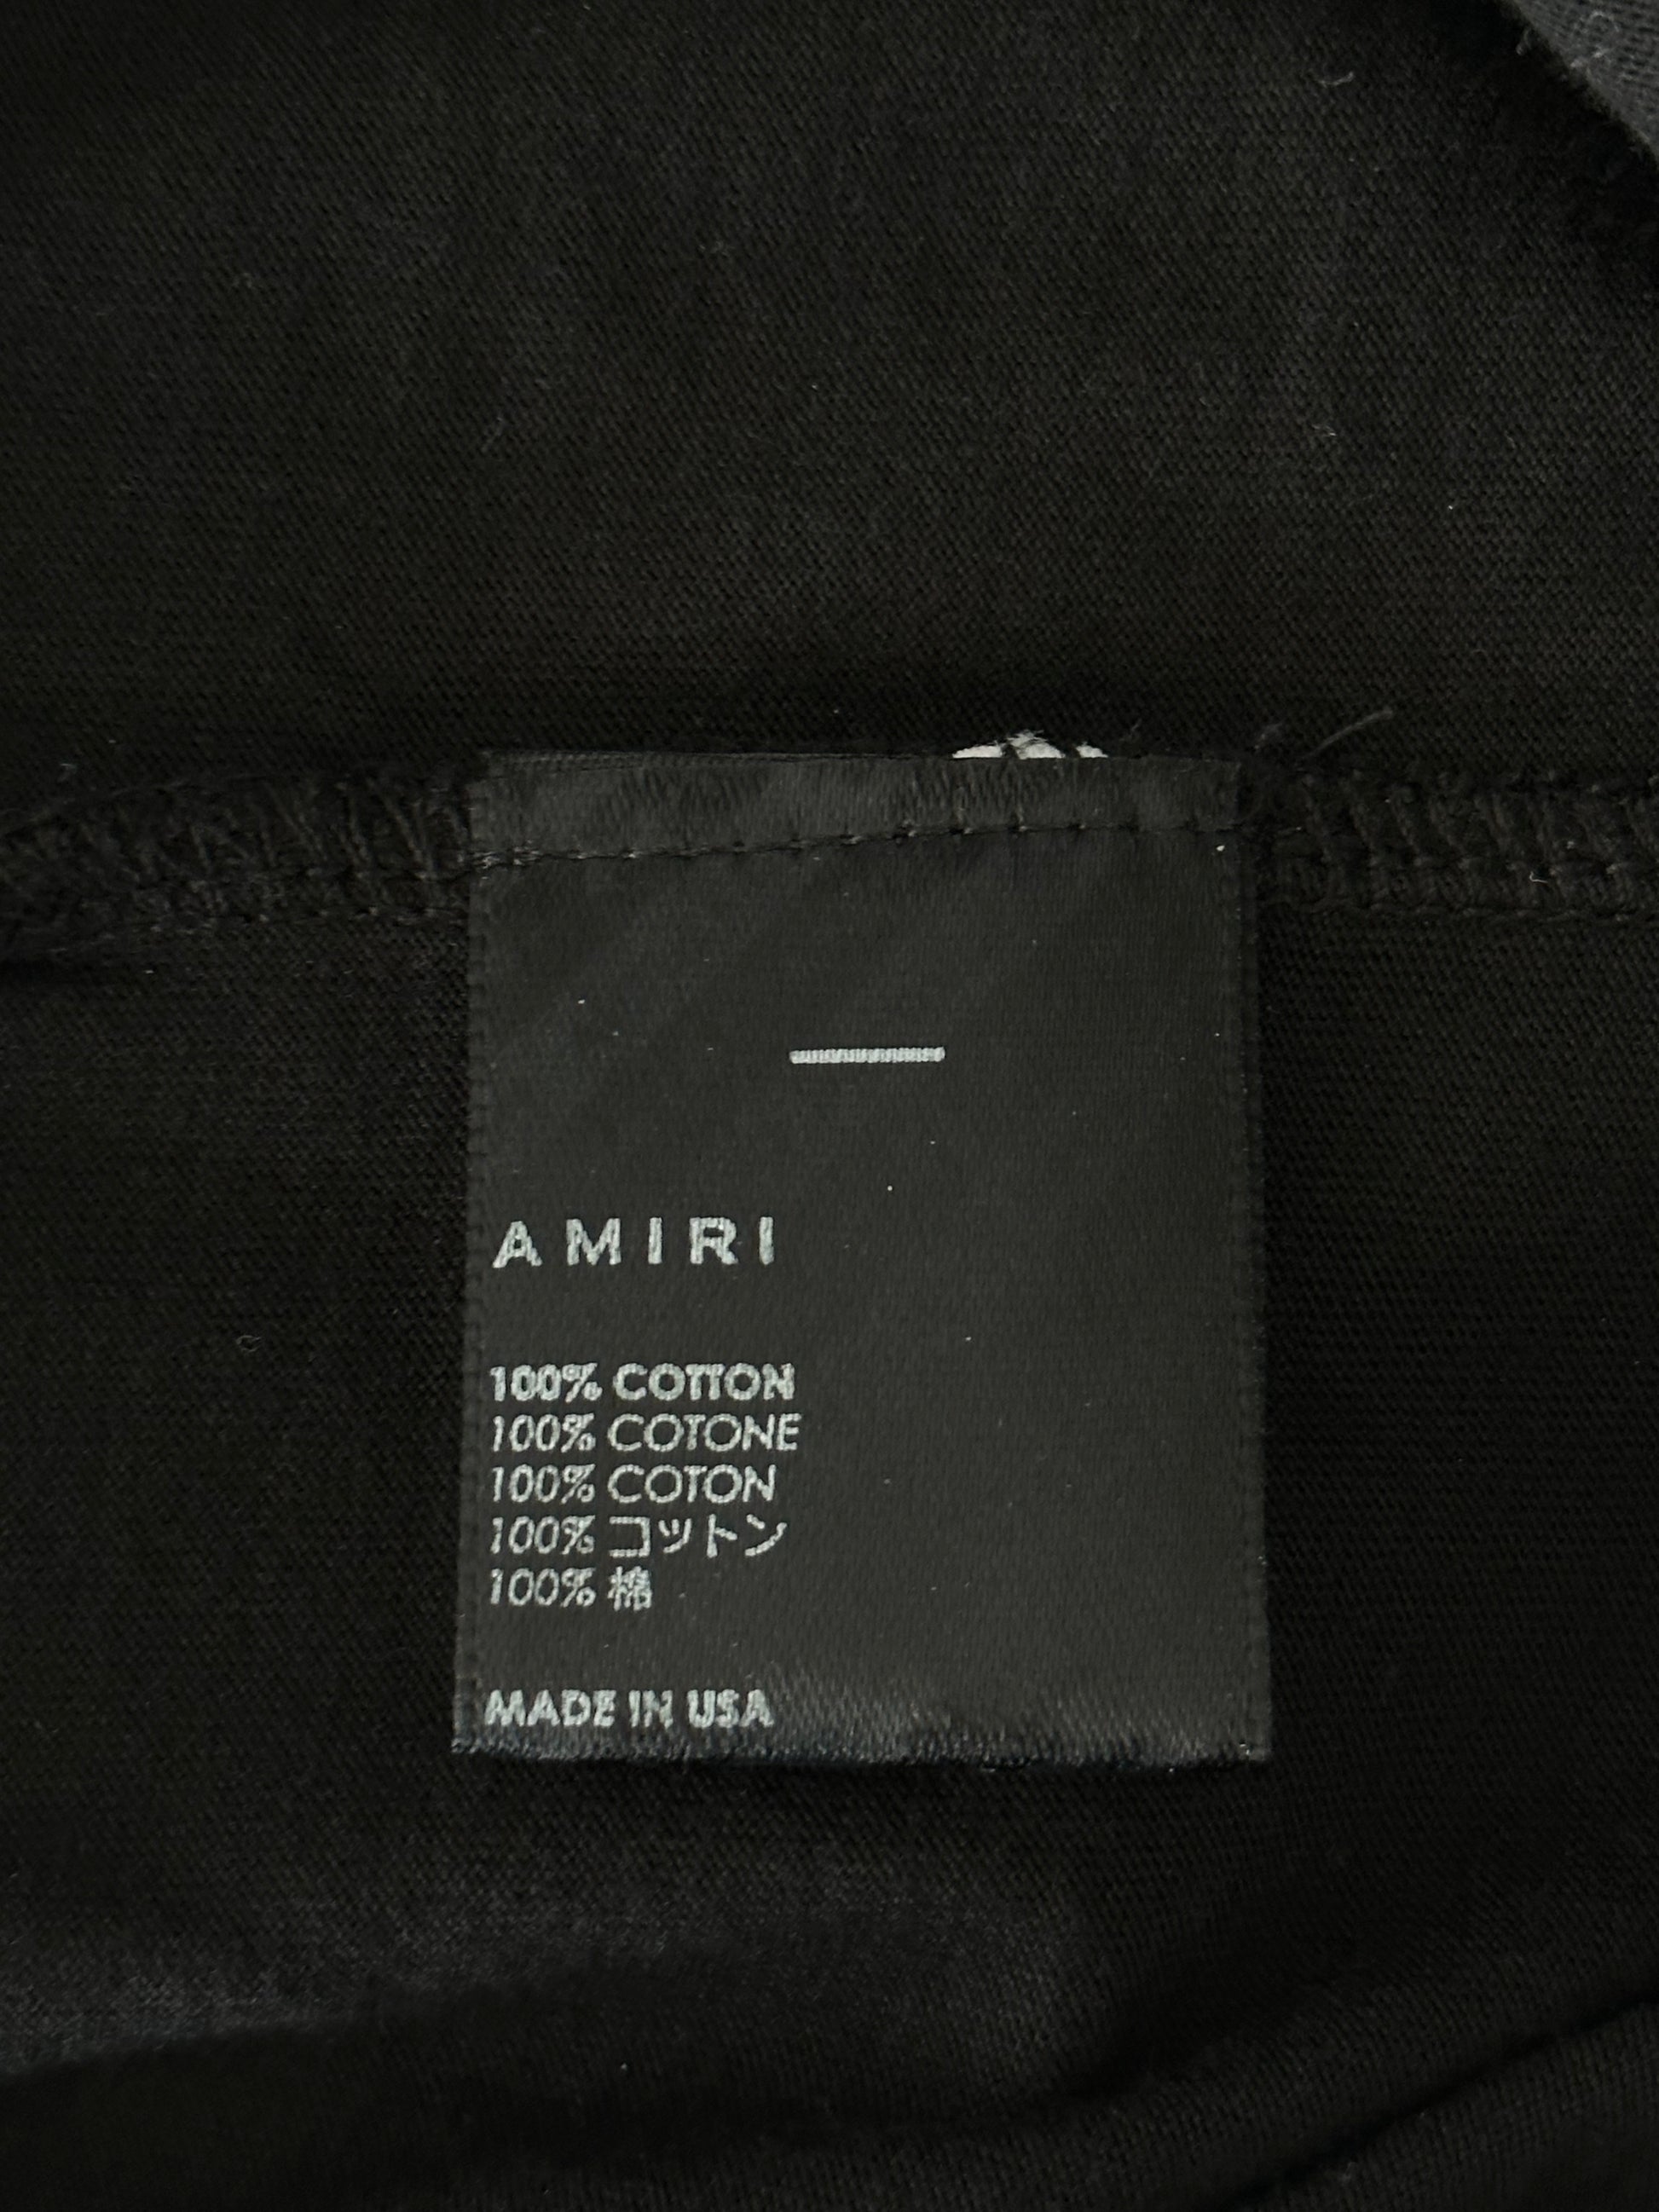 AMIRI
100% COTTON
100% COTONE
100% COTON
100% コットン
100% 棉
MADE IN USA